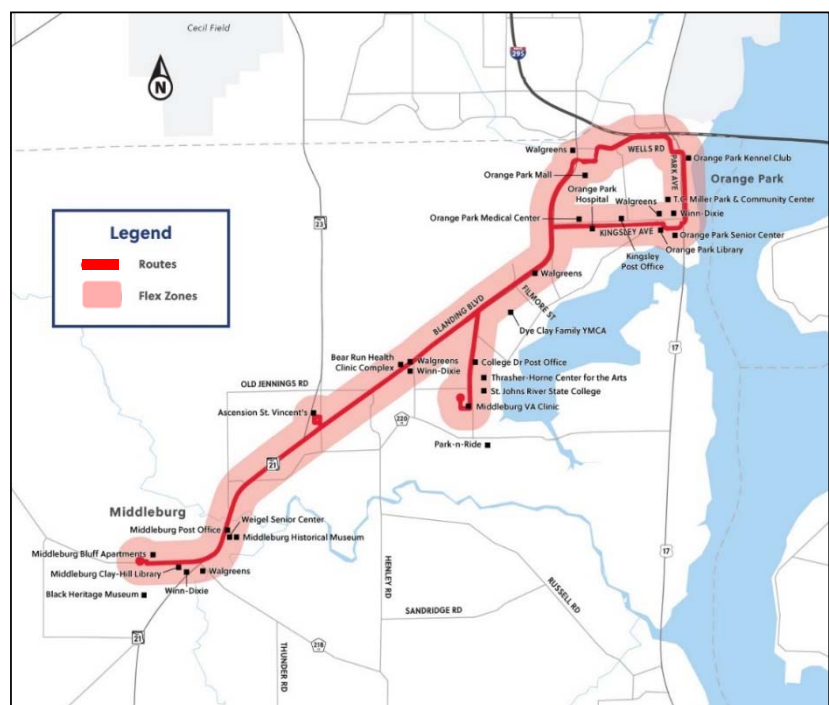 Cecil Field
N
295
Walgreens
WELLS RD
PARK AVE
Orange Park Kennel Club
Orange Park Mall
Orange Park
Orange Park
Hospital
Walgreens
T.C. Miller Park & Community Center
Winn-Dixie
Orange Park Medical Center
KINGSLEY AVE
Orange Park Senior Center
Orange Park Library
Kingsley
Post Office
23
Legend
Routes
Flex Zones
Walgreens
BLANDING BLVD
FILMORE ST
Dye Clay Family YMCA
17
Bear Run Health
Clinic Complex
Walgreens
Winn-Dixie
College Dr Post Office
Thrasher-Horne Center for the Arts
St. Johns River State College
Middleburg VA Clinic
OLD JENNINGS RD
Ascension St. Vincent's
220
Park-n-Ride
21
Middleburg
Weigel Senior Center
Middleburg Post Office
Middleburg Historical Museum
Middleburg Bluff Apartments
Middleburg Clay-Hill Library
Walgreens
Winn-Dixie
Black Heritage Museum
17
HENLEY RD
RUSSELL RD
SANDRIDGE RD
21
THUNDER RD
218